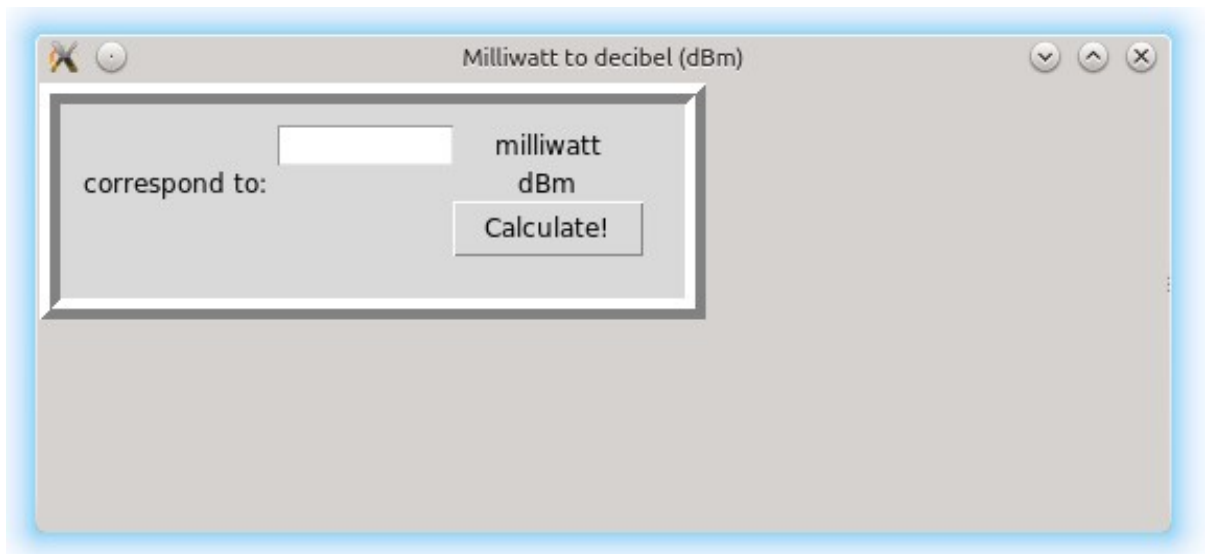 Milliwatt to decibel (dBm)
milliwatt
correspond to: dBm
Calculate!